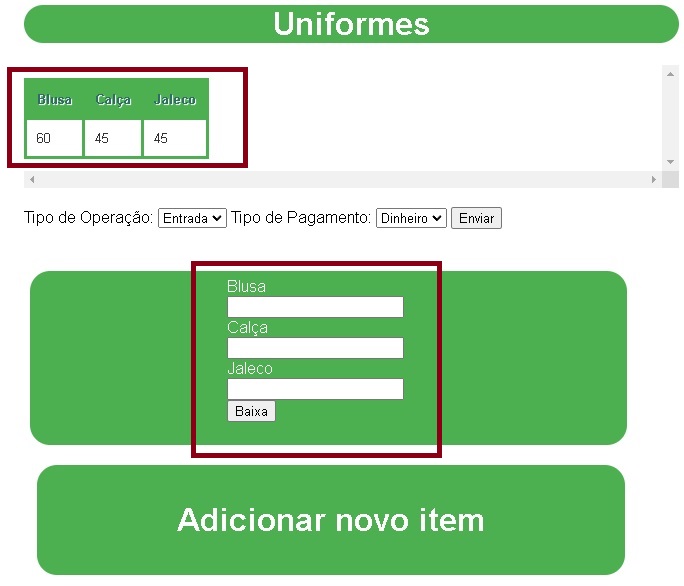 Uniformes
Blusa Calça Jaleco
60 45 45
Tipo de Operação: Entrada Tipo de Pagamento: Dinheiro Enviar
Blusa
Calça
Jaleco
Baixa
Adicionar novo item